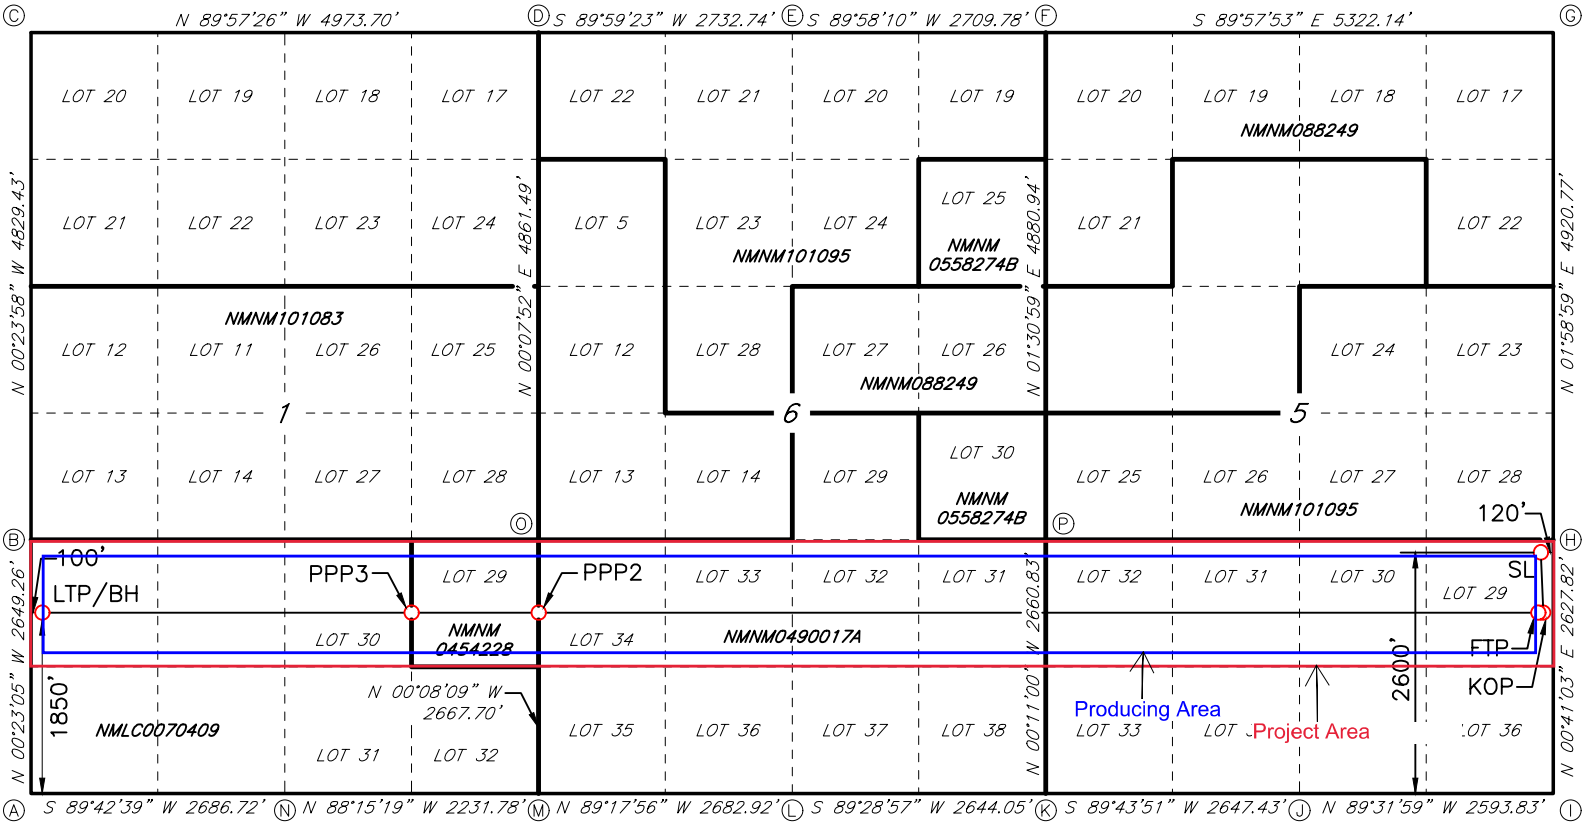 C N 89°57'26" W 4973.70' D S 89°59'23" W 2732.74' E S 89°58'10" W 2709.78' F S 89°57'53" E 5322.14' G
LOT 20 LOT 19 LOT 18 LOT 17 LOT 22 LOT 21 LOT 20 LOT 19 LOT 20 LOT 19 LOT 18 LOT 17
NMNM088249
N 00°23'58" W 4829.43'
N 00°07'52" E 4861.49'
N 01°30'59" E 4880.94'
N 01°58'59" E 4920.77'
LOT 25
LOT 21 LOT 22 LOT 23 LOT 24 LOT 5 LOT 23 LOT 24 LOT 21 LOT 22
NMNM101095
NMNM
0558274B
NMNM101083
LOT 12 LOT 11 LOT 26 LOT 25 LOT 12 LOT 28 LOT 27 LOT 26 LOT 24 LOT 23
NMNM088249
1 6 5
LOT 30
LOT 13 LOT 14 LOT 27 LOT 28 LOT 13 LOT 14 LOT 29 LOT 25 LOT 26 LOT 27 LOT 28
NMNM
0558274B
NMNM101095
120'
B O P H
100'
LTP/BH PPP3 LOT 29 PPP2 LOT 33 LOT 32 LOT 31 LOT 32 LOT 31 LOT 30 SL
LOT 29
N 00°23'05" W 2649.26'
N 00°11'00" W 2660.83'
N 00°41'03" E 2627.82'
LOT 30 NMNM
0454228
LOT 34 NMNM0490017A
FTP
KOP
1850'
2600'
N 00°08'09" W
2667.70'
Producing Area
Project Area
NMLC0070409
LOT 31 LOT 32 LOT 35 LOT 36 LOT 37 LOT 38 LOT 33 LOT OT 36
A S 89°42'39" W 2686.72' N N 88°15'19" W 2231.78' M N 89°17'56" W 2682.92' L S 89°28'57" W 2644.05' K S 89°43'51" W 2647.43' J N 89°31'59" W 2593.83' I